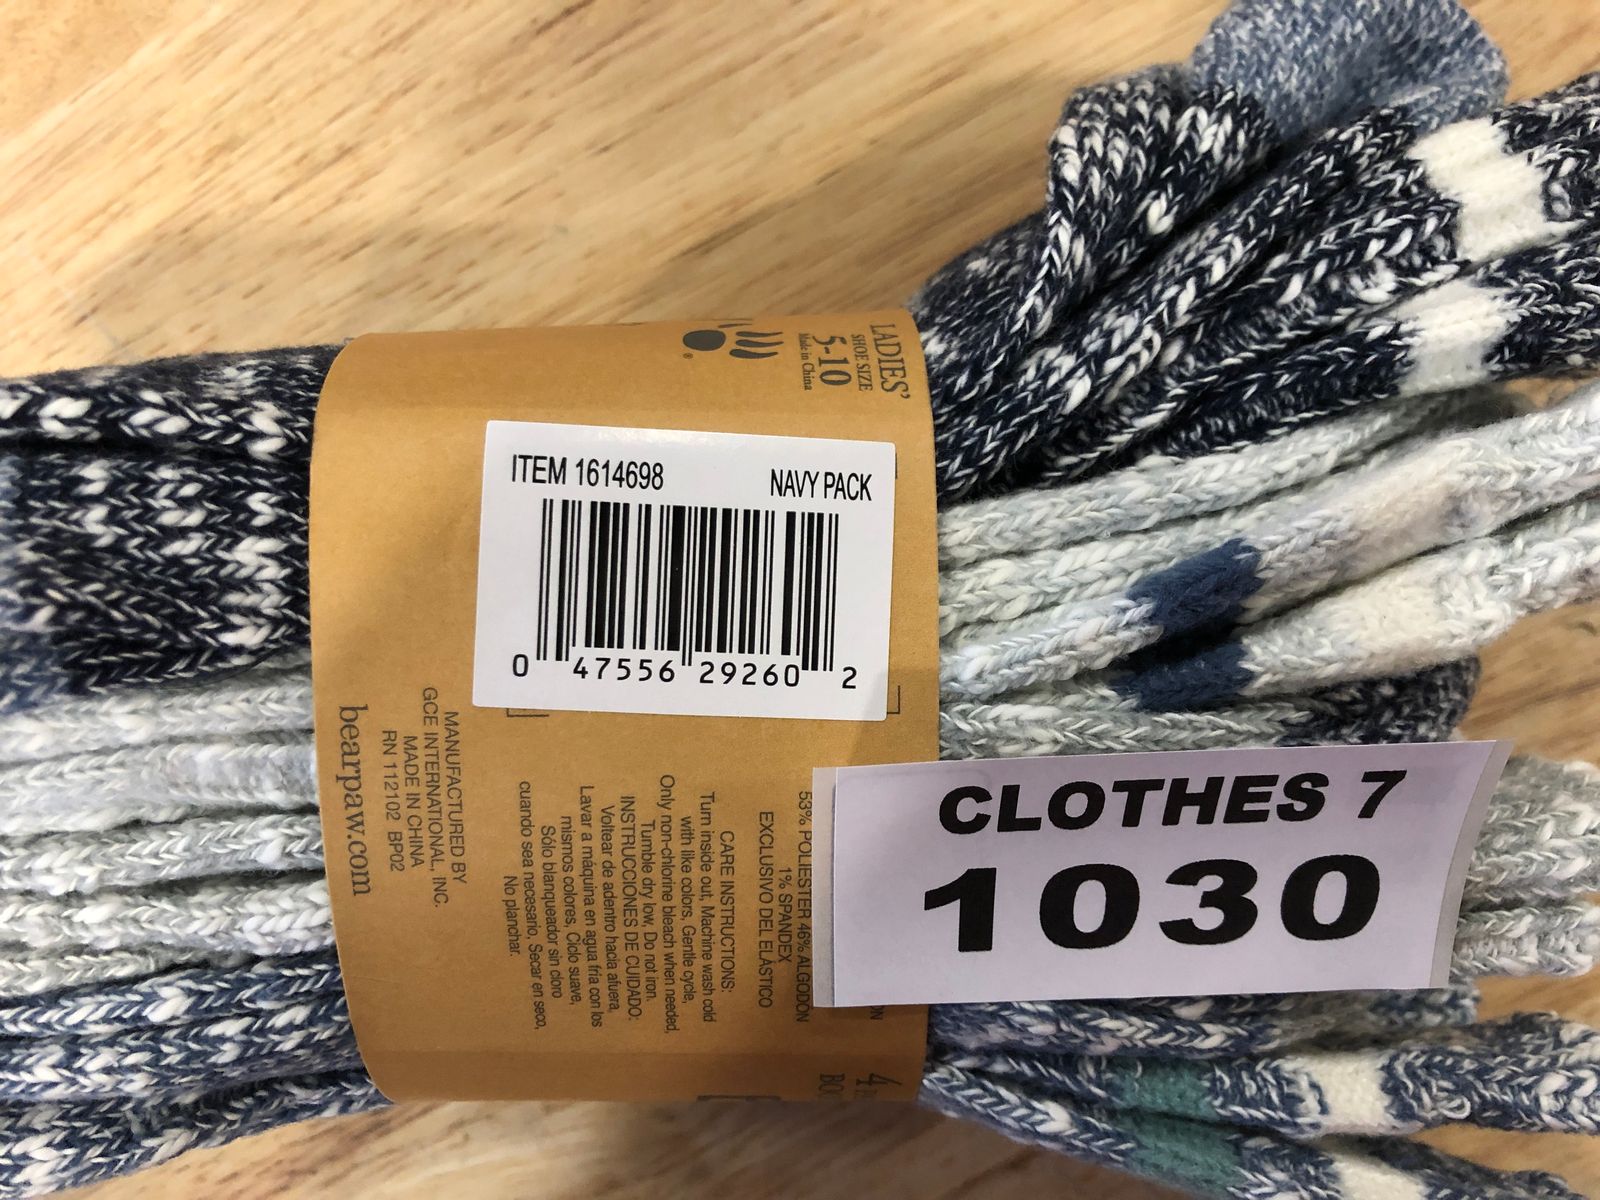 LADIES'
SHOE SIZE
5-10
Made in China
®
ITEM 1614698 NAVY PACK
0 47556 29260 2
CLOTHES 7
1030
53% POLIESTER 46% ALGODÓN
1% SPANDEX
EXCLUSIVO DEL ELÁSTICO
CARE INSTRUCTIONS:
Turn inside out, Machine wash cold
with like colors, Gentle cycle,
Only non-chlorine bleach when needed,
Tumble dry low, Do not iron.
INSTRUCCIONES DE CUIDADO:
Voltear de adentro hacia afuera,
Lavar a máquina en agua fría con los
mismos colores, Ciclo suave,
Sólo blanqueador sin cloro
cuando sea necesario, Secar en seco,
No planchar.
MANUFACTURED BY
GCE INTERNATIONAL, INC.
MADE IN CHINA
RN 112102 BP02
bearpaw.com
4